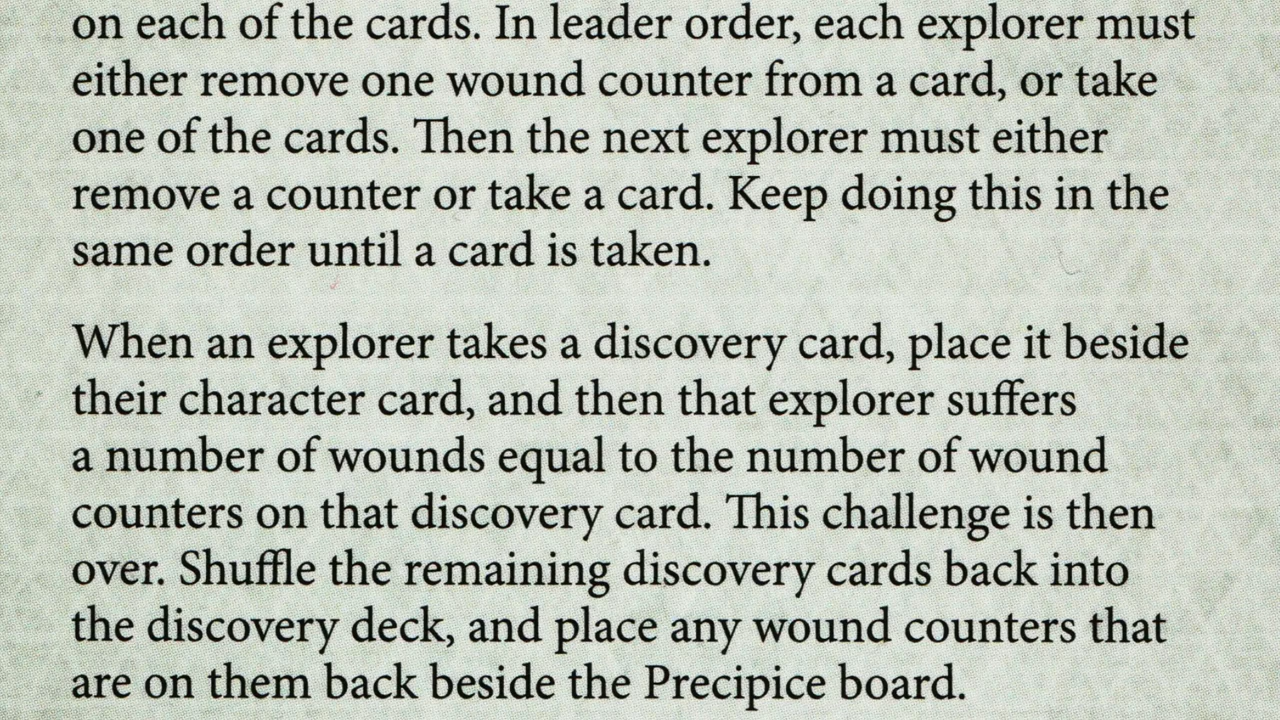 on each of the cards. In leader order, each explorer must
either remove one wound counter from a card, or take
one of the cards. Then the next explorer must either
remove a counter or take a card. Keep doing this in the
same order until a card is taken.
When an explorer takes a discovery card, place it beside
their character card, and then that explorer suffers
a number of wounds equal to the number of wound
counters on that discovery card. This challenge is then
over. Shuffle the remaining discovery cards back into
the discovery deck, and place any wound counters that
are on them back beside the Precipice board.